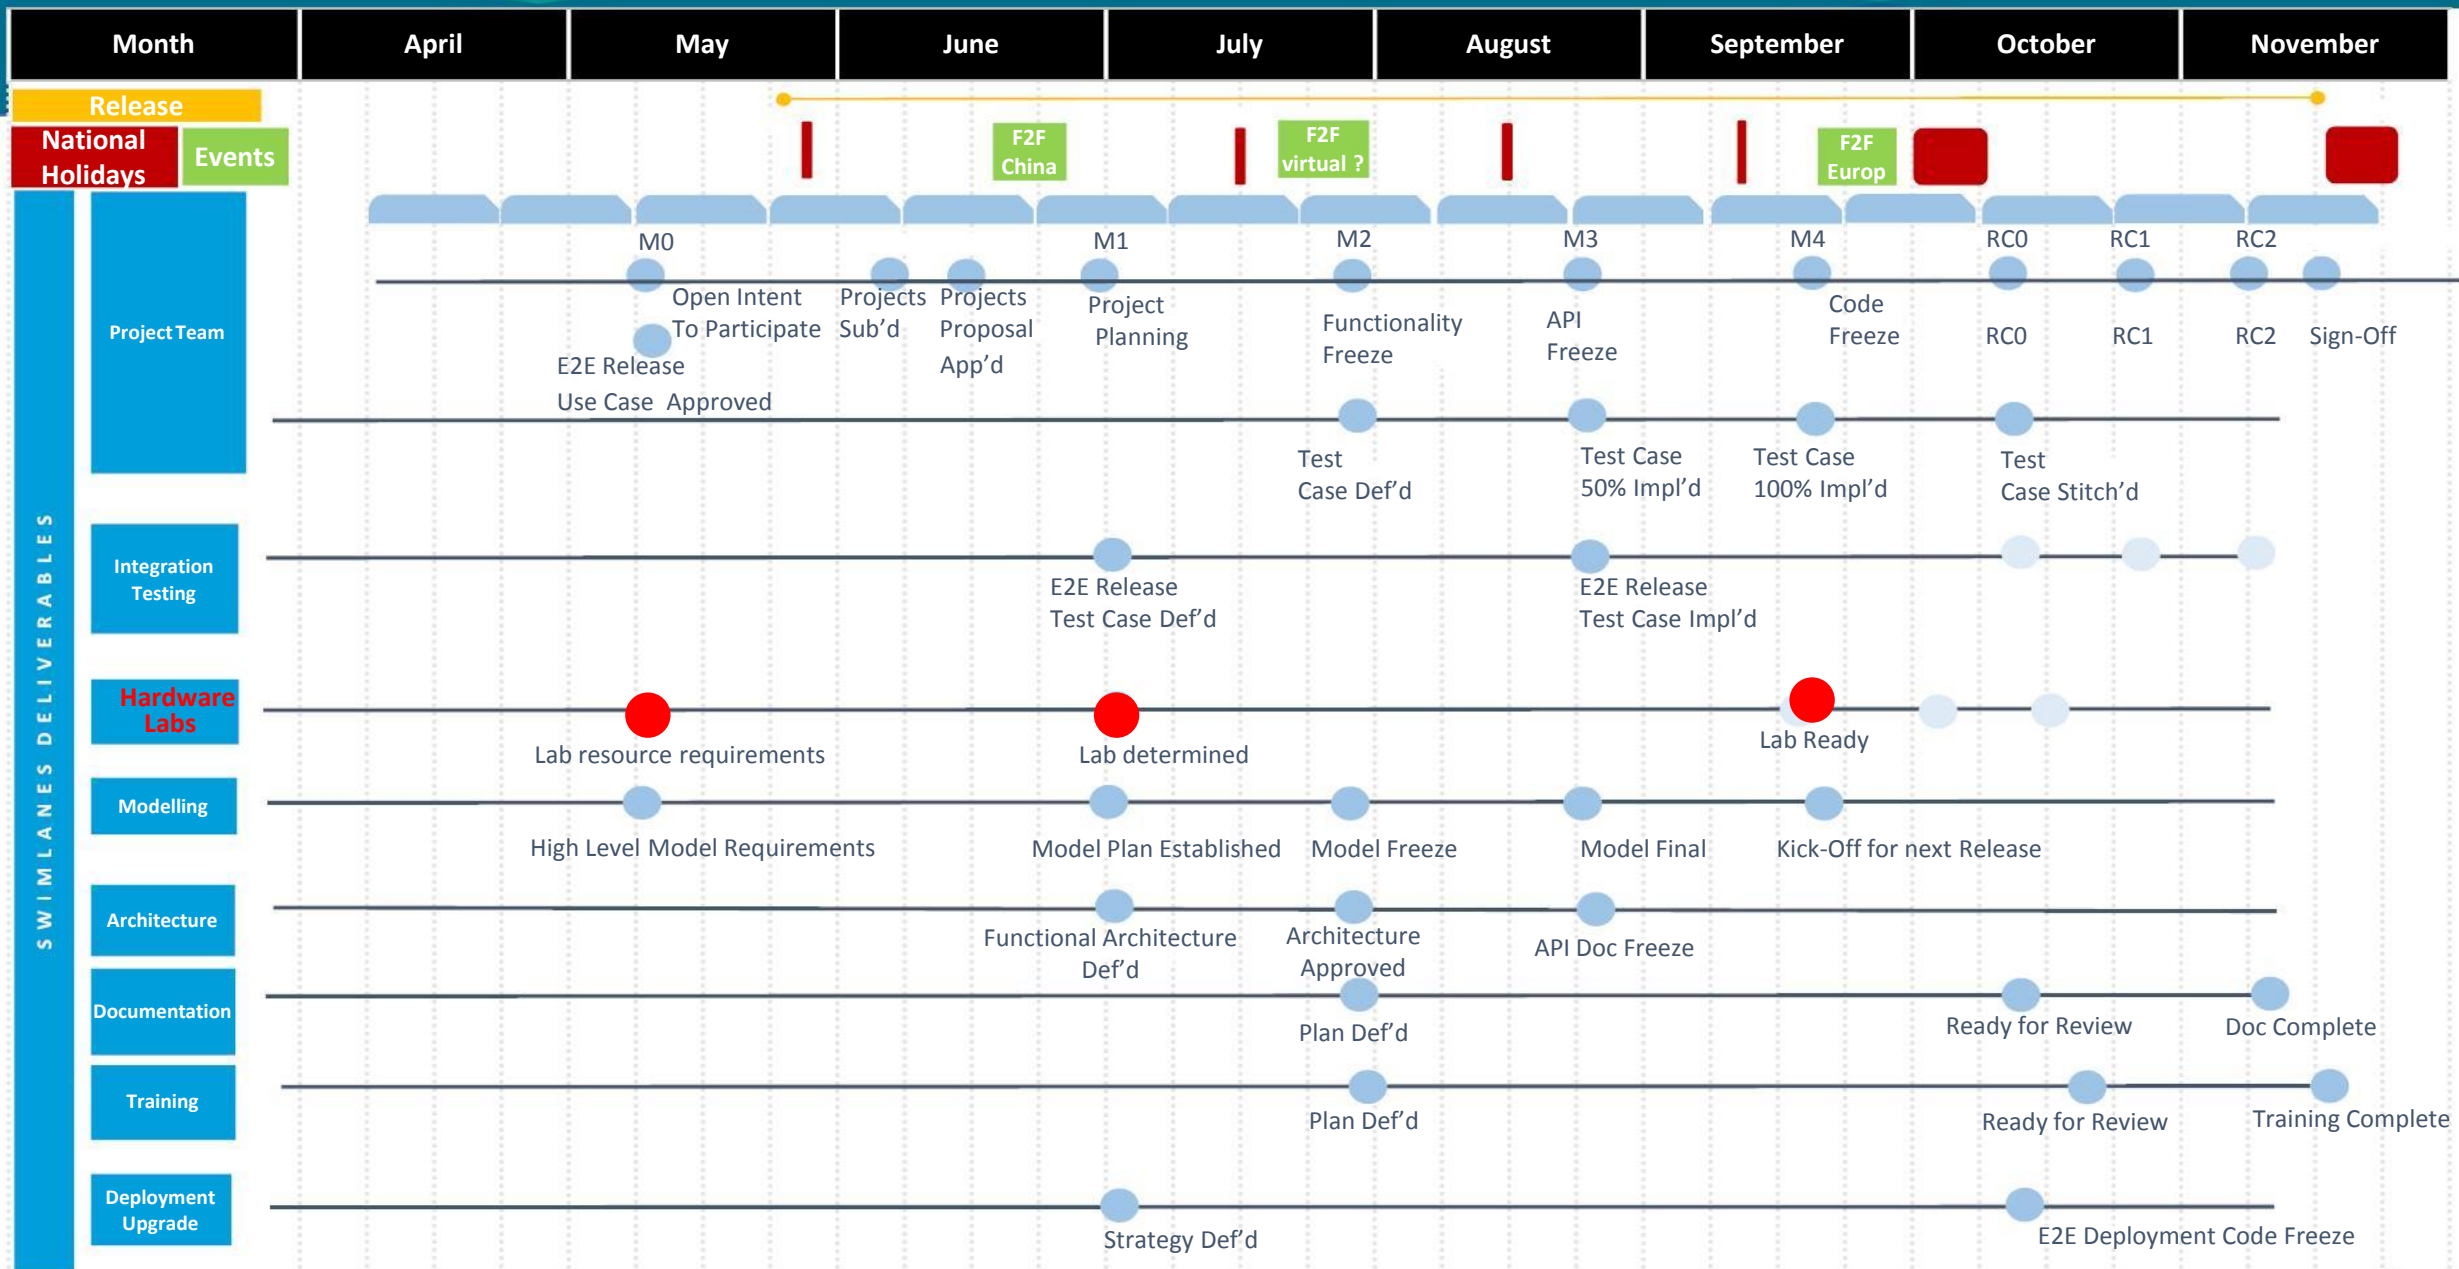 Month April May June July August September October November
Release
National
Holidays
Events
F2F
China
F2F
virtual ?
F2F
Europ
SWIMLANES DELIVERABLES
Project Team
M0 M1 M2 M3 M4 RC0 RC1 RC2
Open Intent
To Participate
Projects
Sub’d
Projects
Proposal
App’d
Project
Planning
Functionality
Freeze
API
Freeze
Code
Freeze
RC0 RC1 RC2 Sign-Off
E2E Release
Use Case Approved
Test
Case Def’d
Test Case
50% Impl’d
Test Case
100% Impl’d
Test
Case Stitch’d
Integration
Testing
E2E Release
Test Case Def’d
E2E Release
Test Case Impl’d
Hardware
Labs
Lab resource requirements
Lab determined
Lab Ready
Modelling
High Level Model Requirements
Model Plan Established
Model Freeze
Model Final
Kick-Off for next Release
Architecture
Functional Architecture
Def’d
Architecture
Approved
API Doc Freeze
Documentation
Plan Def’d
Ready for Review
Doc Complete
Training
Plan Def’d
Ready for Review
Training Complete
Deployment
Upgrade
Strategy Def’d
E2E Deployment Code Freeze